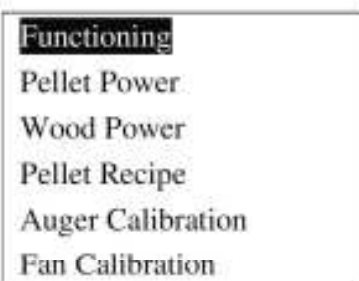 Functioning
Pellet Power
Wood Power
Pellet Recipe
Auger Calibration
Fan Calibration